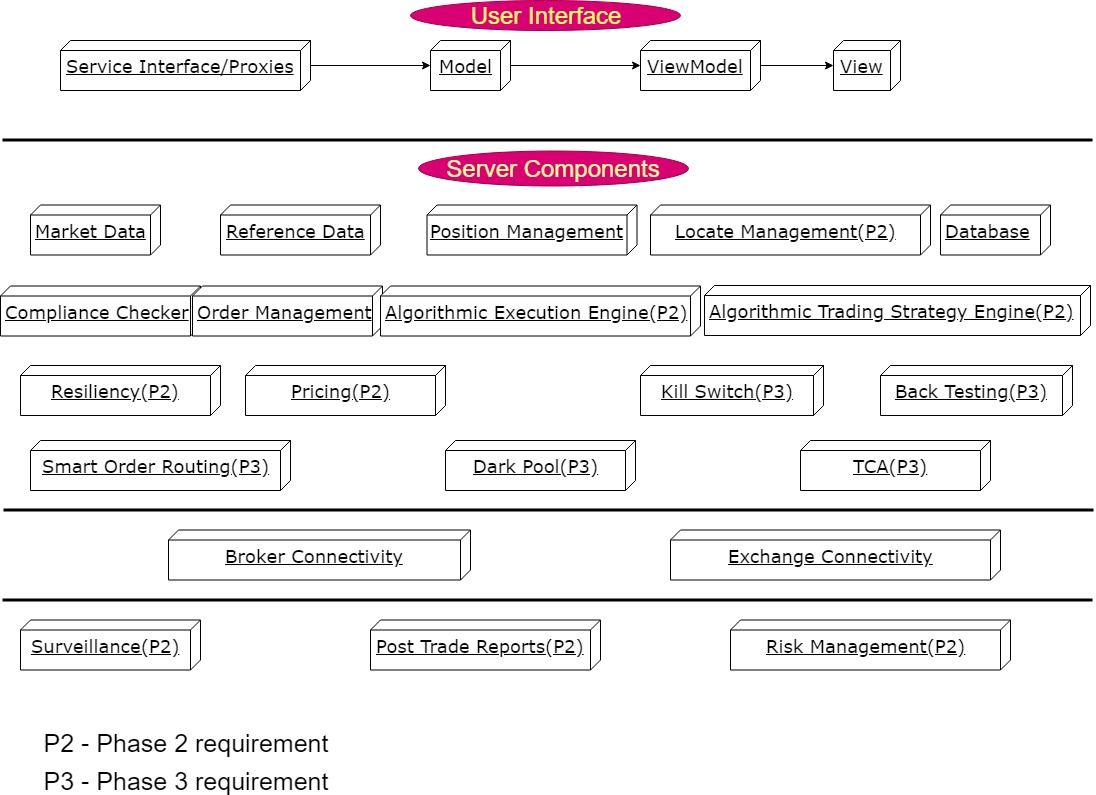 User Interface
Service Interface/Proxies
Model
ViewModel
View
Server Components
Market Data
Reference Data
Position Management
Locate Management(P2)
Database
Compliance Checker
Order Management
Algorithmic Execution Engine(P2)
Algorithmic Trading Strategy Engine(P2)
Resiliency(P2)
Pricing(P2)
Kill Switch(P3)
Back Testing(P3)
Smart Order Routing(P3)
Dark Pool(P3)
TCA(P3)
Broker Connectivity
Exchange Connectivity
Surveillance(P2)
Post Trade Reports(P2)
Risk Management(P2)
P2 - Phase 2 requirement
P3 - Phase 3 requirement